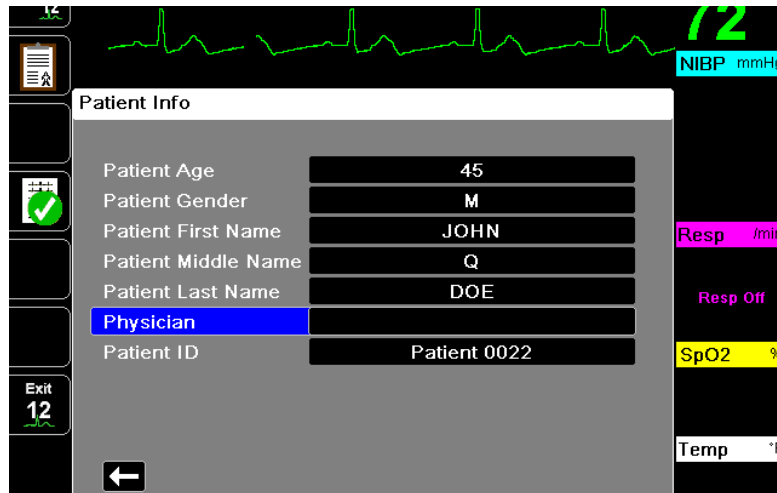 12
72
NIBP mmHg
Patient Info
Patient Age 45
Patient Gender M
Patient First Name JOHN
Patient Middle Name Q
Patient Last Name DOE
Physician
Patient ID Patient 0022
Resp /min
Resp Off
SpO2 %
Exit
12
Temp °F